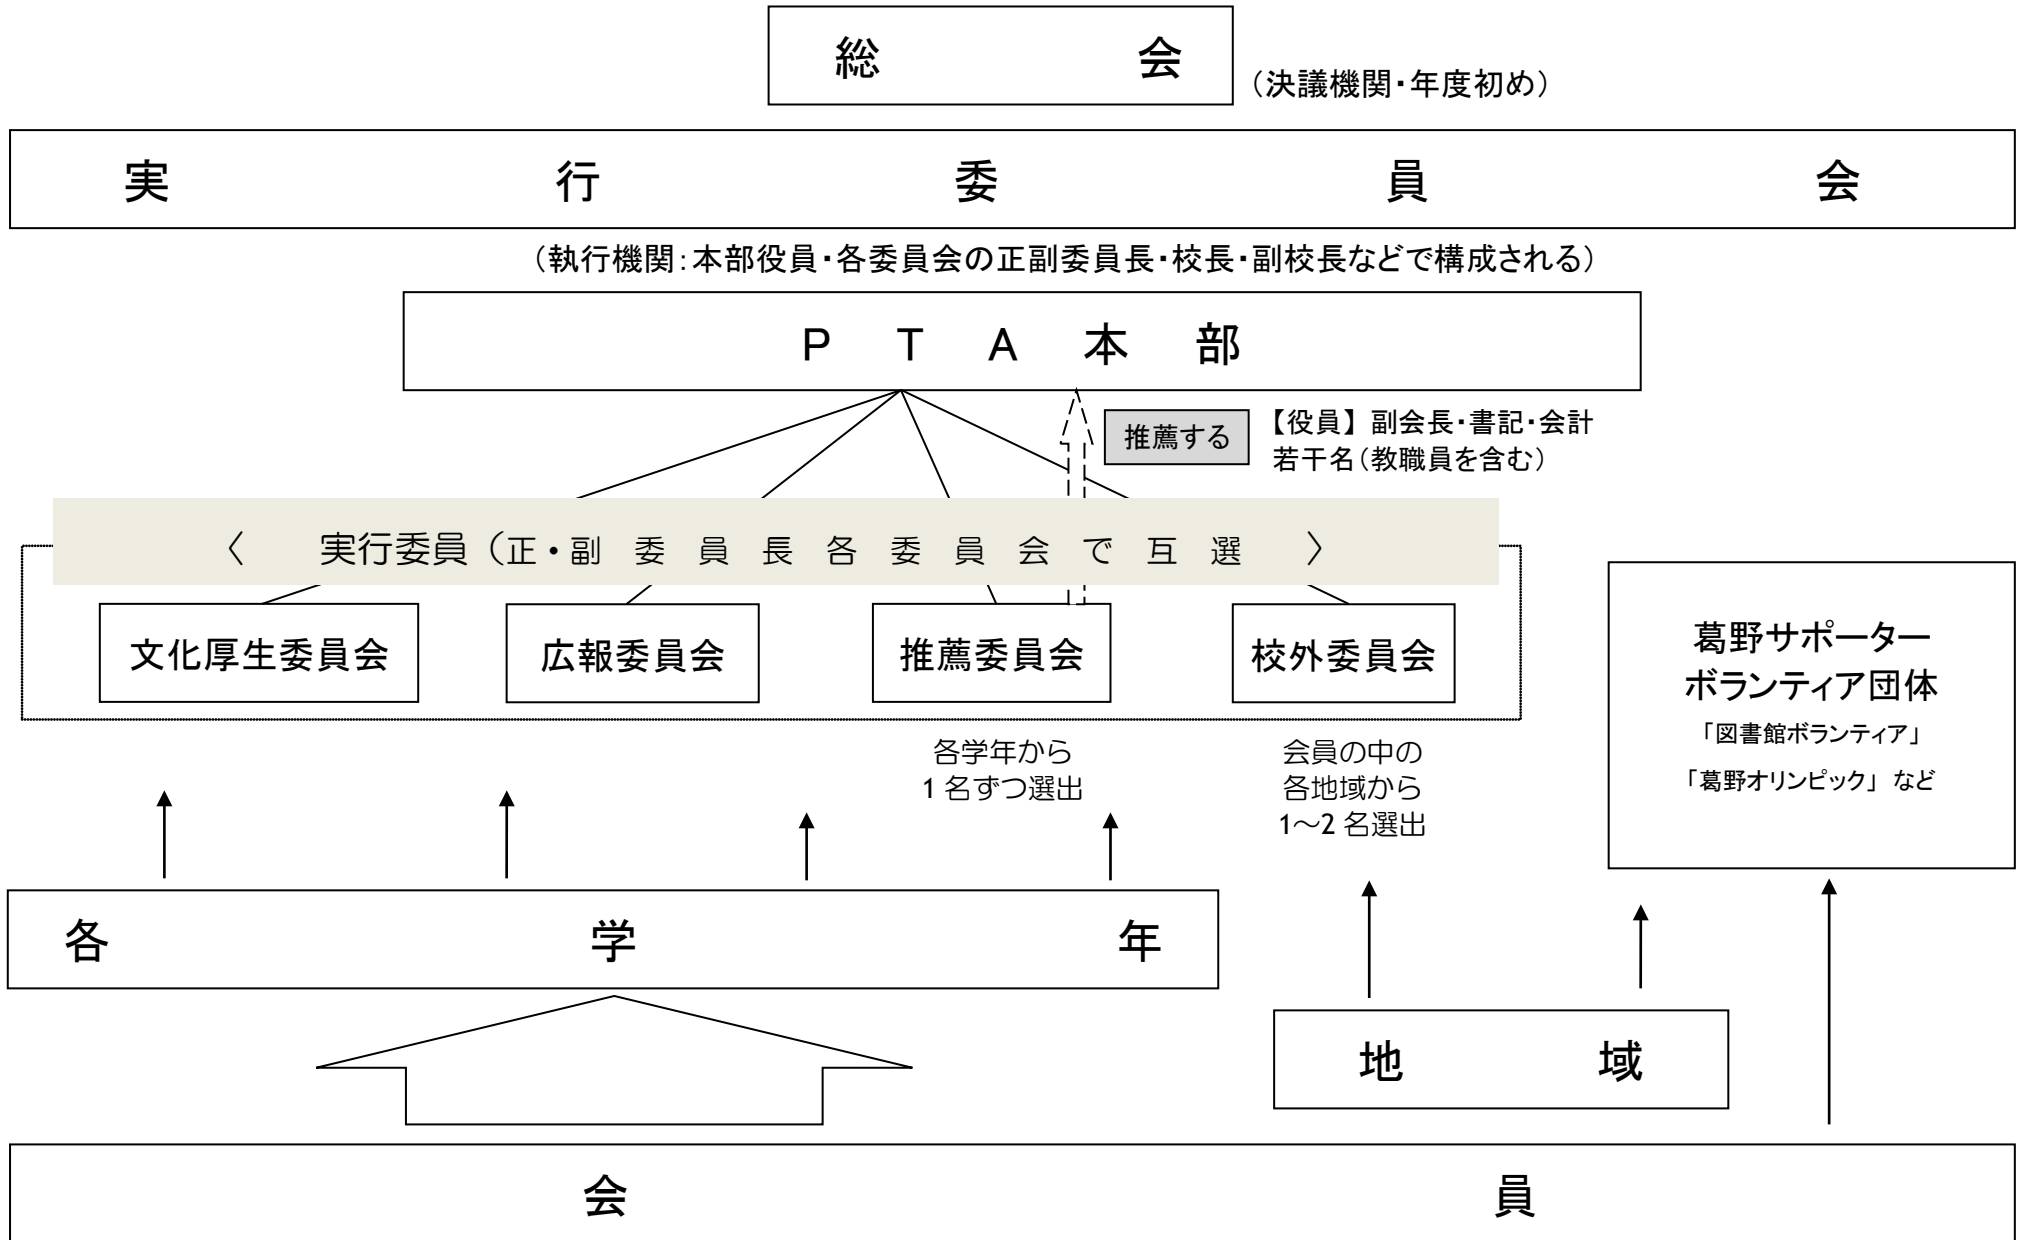 総会
（決議機関・年度初め）
実行委員会
（執行機関：本部役員・各委員会の正副委員長・校長・副校長などで構成される）
ＰＴＡ本部
推薦する
【役員】副会長・書記・会計
若干名（教職員を含む）
〈 実行委員（正・副委員長各委員会で互選 〉
文化厚生委員会
広報委員会
推薦委員会
校外委員会
各学年から
1名ずつ選出
会員の中の
各地域から
1～2名選出
葛野サポーター
ボランティア団体
「図書館ボランティア」
「葛野オリンピック」など
各学年
地域
会員